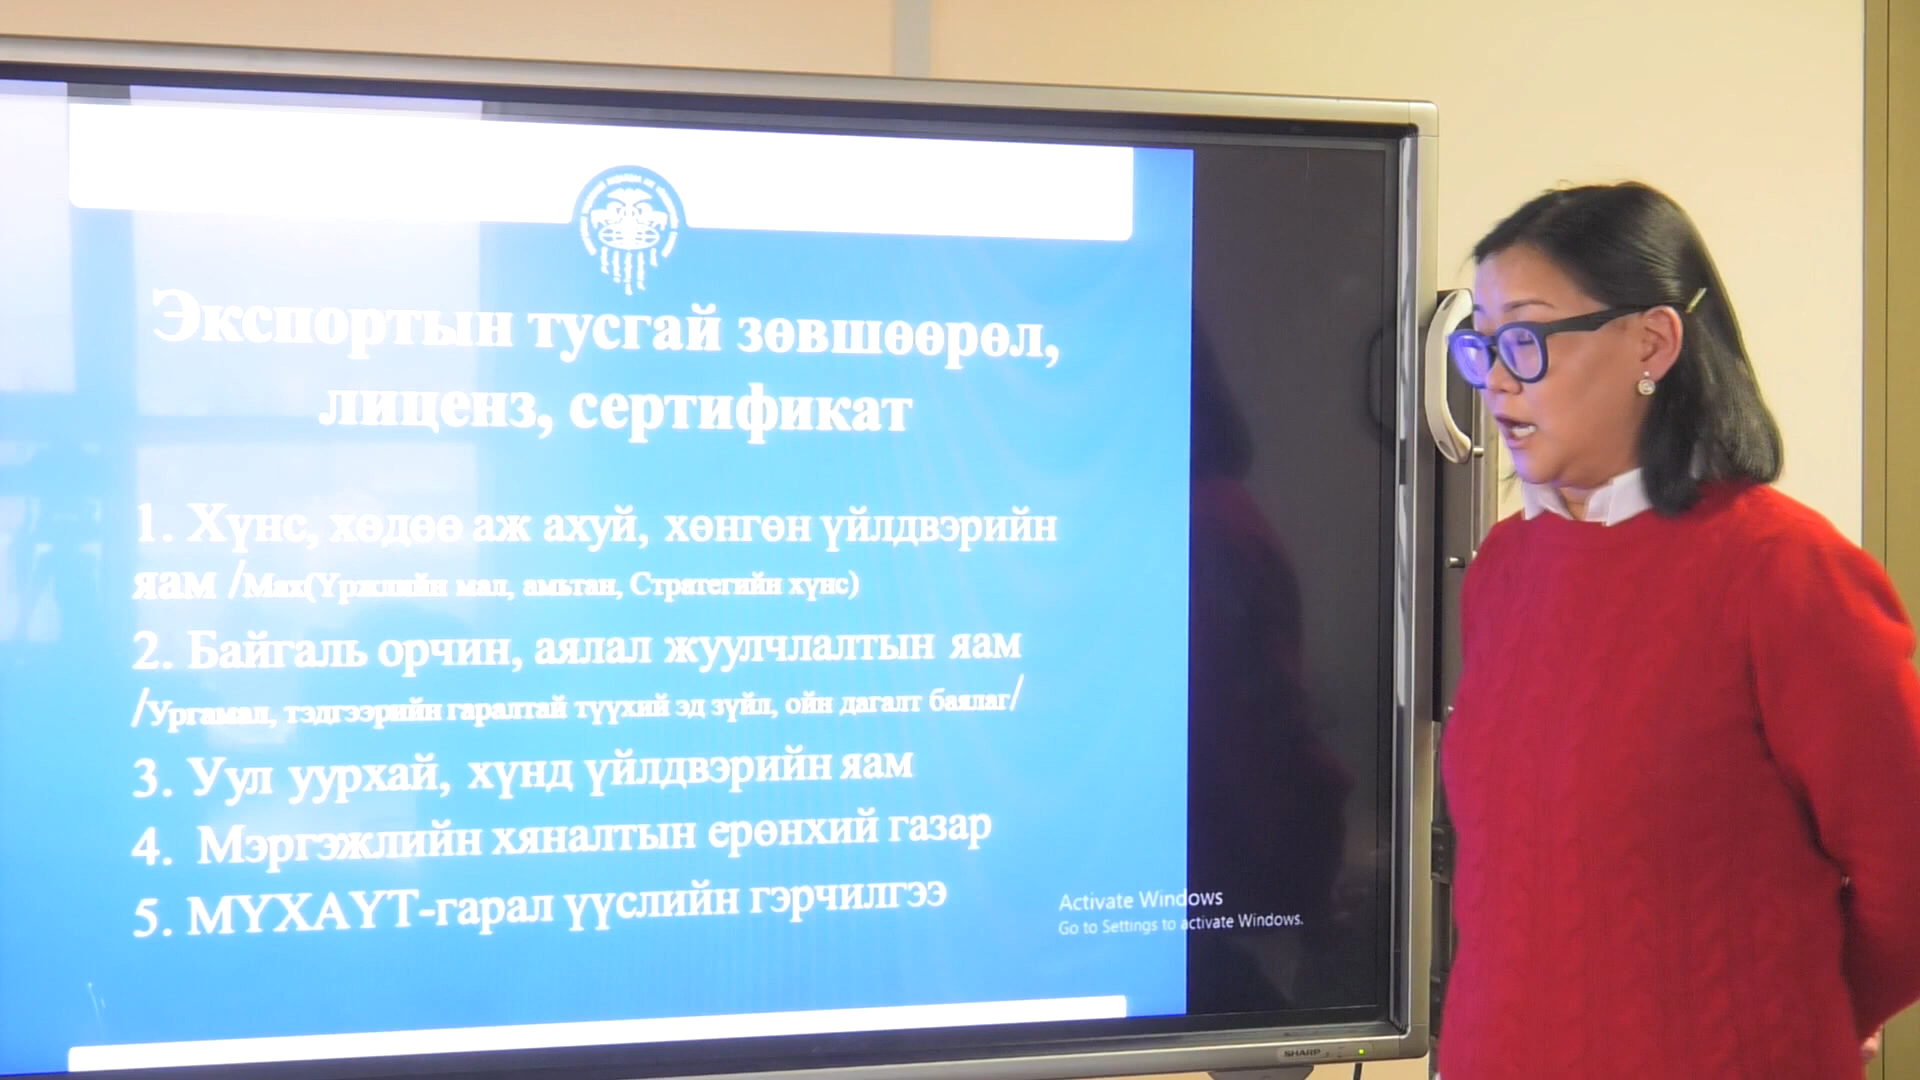 Экспортын тусгай зөвшөөрөл,
лиценз, сертификат
1. Хүнс, хөдөө аж ахуй, хөнгөн үйлдвэрийн
яам /Мах(Үржлийн мал, амьтан, Стратегийн хүнс)
2. Байгаль орчин, аялал жуулчлалтын яам
/Ургамал, тэдгээрийн гаралтай түүхий эд зүйл, ойн дагалт баялаг/
3. Уул уурхай, хүнд үйлдвэрийн яам
4. Мэргэжлийн хяналтын ерөнхий газар
5. МҮХАҮТ-гарал үүслийн гэрчилгээ
Activate Windows
Go to Settings to activate Windows.
SHARP